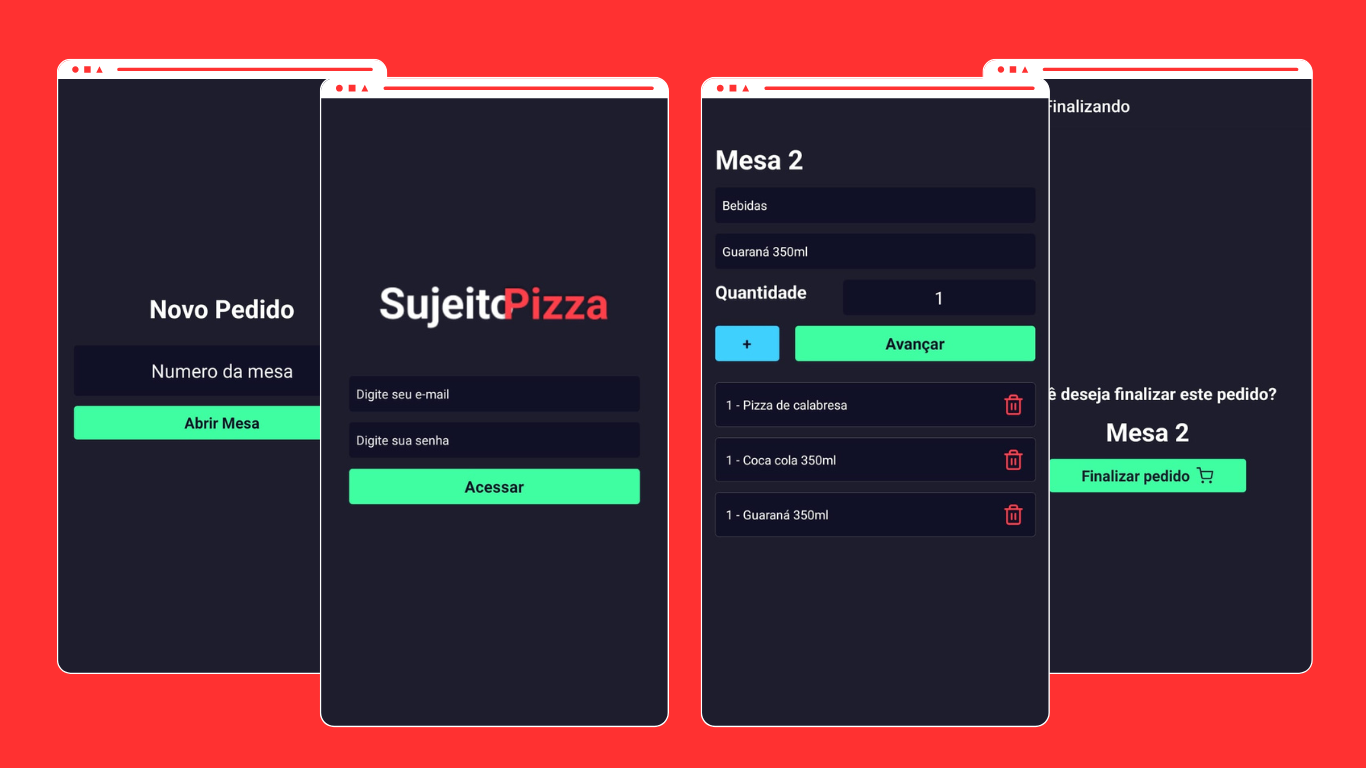 Novo Pedido
Numero da mesa
Abrir Mesa
SujeitoPizza
Digite seu e-mail
Digite sua senha
Acessar
Mesa 2
Bebidas
Guaraná 350ml
Quantidade
1
+
Avançar
1 - Pizza de calabresa
1 - Coca cola 350ml
1 - Guaraná 350ml
Finalizando
ê deseja finalizar este pedido?
Mesa 2
Finalizar pedido